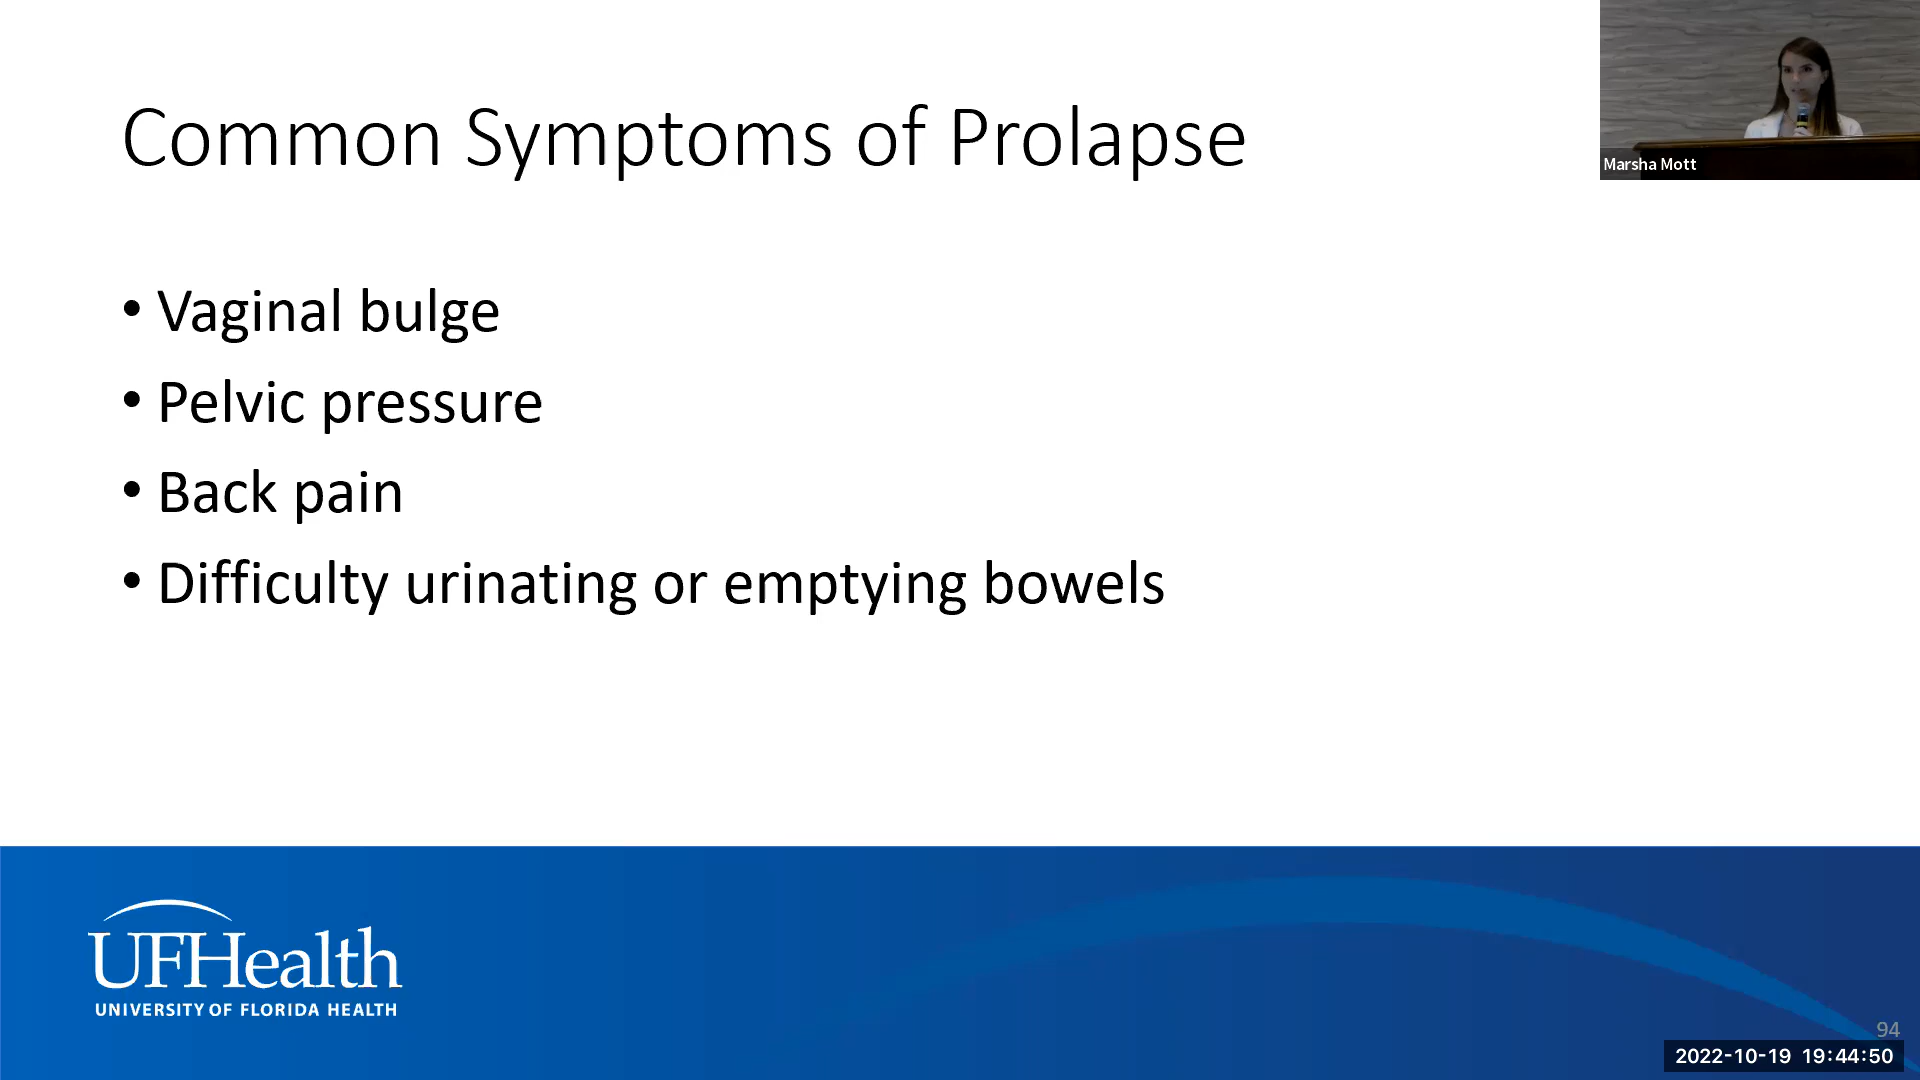 Common Symptoms of Prolapse
Marsha Mott
• Vaginal bulge
• Pelvic pressure
• Back pain
• Difficulty urinating or emptying bowels
UFHealth
UNIVERSITY OF FLORIDA HEALTH
94
2022-10-19 19:44:50